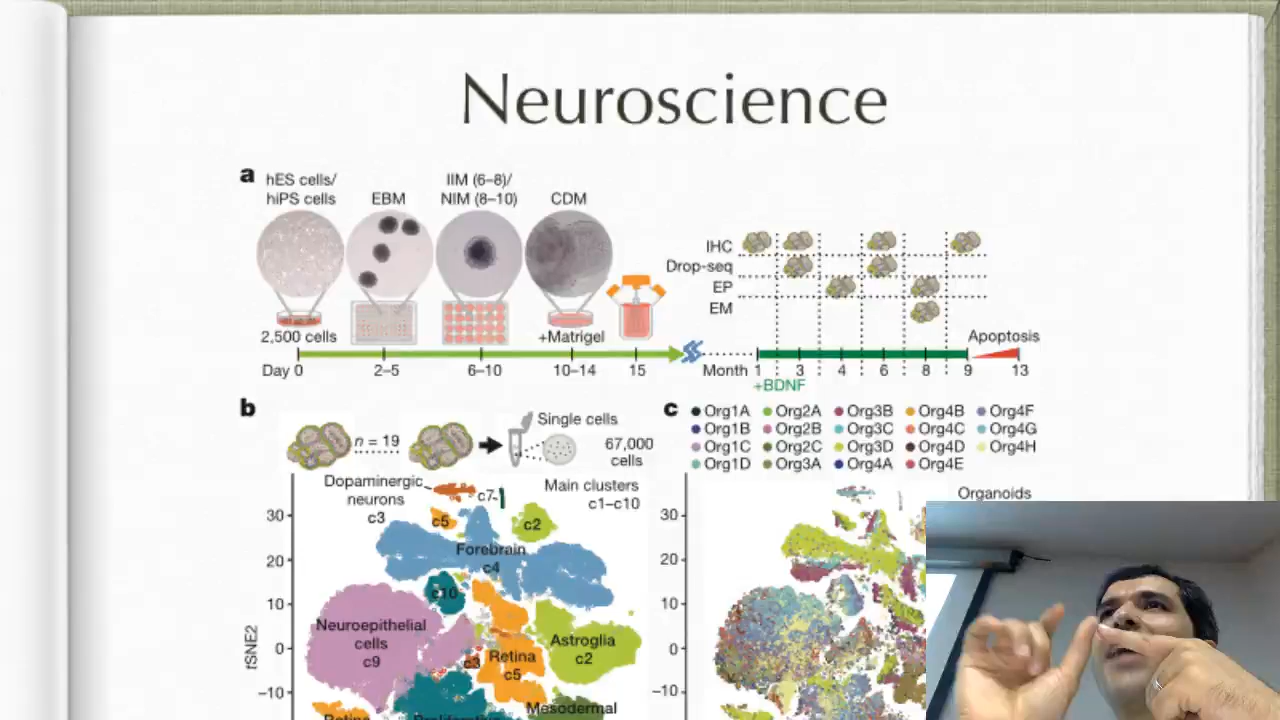 Neuroscience
a
hES cells/
hiPS cells
EBM
IIM (6–8)/
NIM (8–10)
CDM
2,500 cells
+Matrigel
Day 0
2–5
6–10
10–14
15
IHC
Drop-seq
EP
EM
Apoptosis
Month 1 3 4 6 8 9 13
+BDNF
b
n = 19
Single cells
67,000
cells
Dopaminergic
neurons
c3
c7
Main clusters
c1–c10
c5
c2
Forebrain
c4
c10
Neuroepithelial
cells
c9
c3
Retina
c5
Astroglia
c2
Mesodermal
Retina
Proliferative
tSNE2
30
20
10
0
–10
c
Org1A Org2A Org3B Org4B Org4F
Org1B Org2B Org3C Org4C Org4G
Org1C Org2C Org3D Org4D Org4H
Org1D Org3A Org4A Org4E
Organoids
30
20
10
0
–10